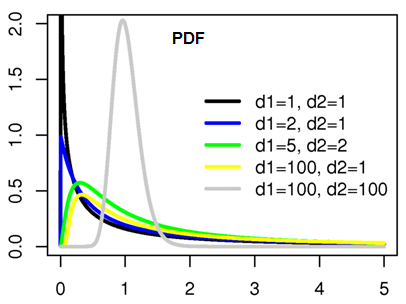 PDF
2.0
1.5
1.0
0.5
0.0
d1=1, d2=1
d1=2, d2=1
d1=5, d2=2
d1=100, d2=1
d1=100, d2=100
0 1 2 3 4 5